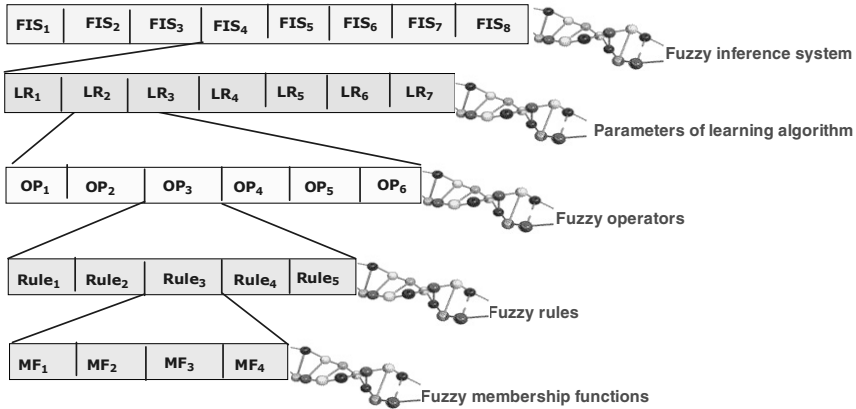 FIS₁ FIS₂ FIS₃ FIS₄ FIS₅ FIS₆ FIS₇ FIS₈
Fuzzy inference system
LR₁ LR₂ LR₃ LR₄ LR₅ LR₆ LR₇
Parameters of learning algorithm
OP₁ OP₂ OP₃ OP₄ OP₅ OP₆
Fuzzy operators
Rule₁ Rule₂ Rule₃ Rule₄ Rule₅
Fuzzy rules
MF₁ MF₂ MF₃ MF₄
Fuzzy membership functions